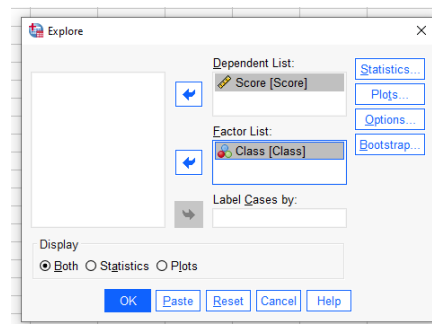 Explore
Dependent List:
Score [Score]
Statistics...
Plots...
Options...
Bootstrap...
Factor List:
Class [Class]
Label Cases by:
Display
Both Statistics Plots
OK Paste Reset Cancel Help